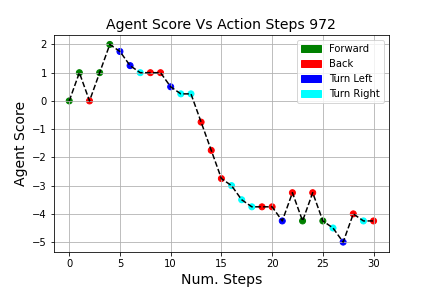 Agent Score Vs Action Steps 972
Forward
Back
Turn Left
Turn Right
2
1
0
−1
−2
−3
−4
−5
Agent Score
0 5 10 15 20 25 30
Num. Steps